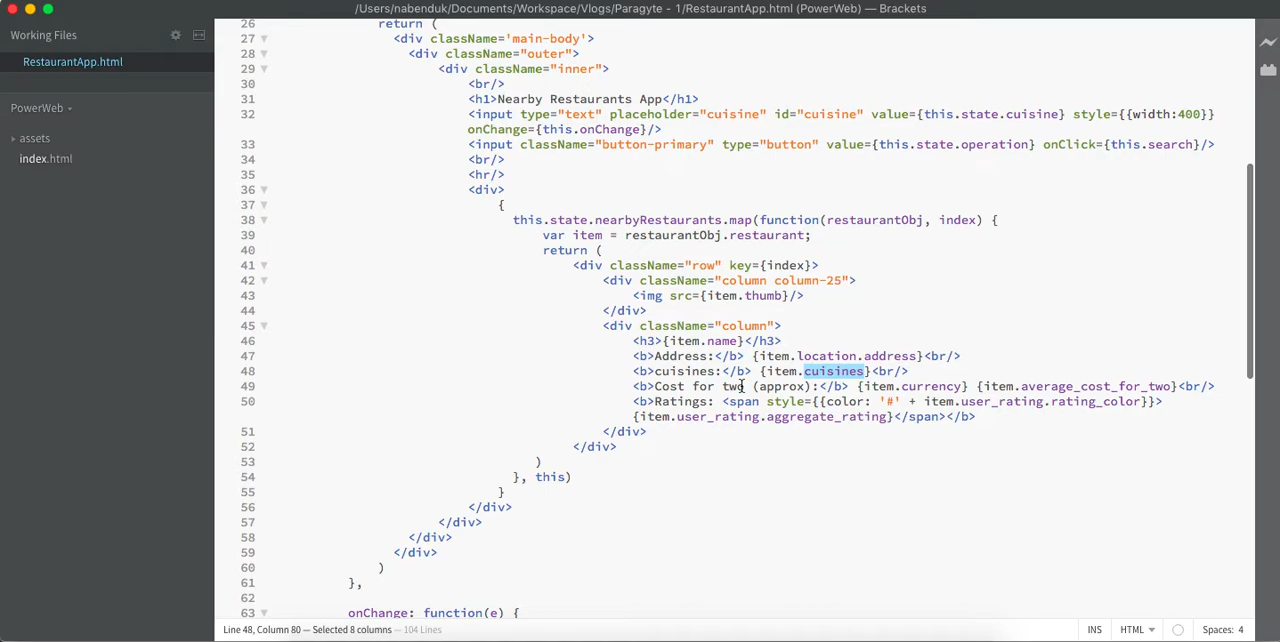 /Users/nabenduk/Documents/Workspace/Vlogs/Paragyte - 1/RestaurantApp.html (PowerWeb) — Brackets
Working Files
RestaurantApp.html
PowerWeb
assets
index.html
26 return (
27 <div className='main-body'>
28 <div className="outer">
29 <div className="inner">
30 <br/>
31 <h1>Nearby Restaurants App</h1>
32 <input type="text" placeholder="cuisine" id="cuisine" value={this.state.cuisine} style={{width:400}}
onChange={this.onChange}/>
33 <input className="button-primary" type="button" value={this.state.operation} onClick={this.search}/>
34 <br/>
35 <hr/>
36 <div>
37 {
38 this.state.nearbyRestaurants.map(function(restaurantObj, index) {
39 var item = restaurantObj.restaurant;
40 return (
41 <div className="row" key={index}>
42 <div className="column column-25">
43 <img src={item.thumb}/>
44 </div>
45 <div className="column">
46 <h3>{item.name}</h3>
47 <b>Address:</b> {item.location.address}<br/>
48 <b>cuisines:</b> {item.cuisines}<br/>
49 <b>Cost for two (approx):</b> {item.currency} {item.average_cost_for_two}<br/>
50 <b>Ratings: <span style={{color: '#' + item.user_rating.rating_color}}>
{item.user_rating.aggregate_rating}</span></b>
51 </div>
52 </div>
53 )
54 }, this)
55 }
56 </div>
57 </div>
58 </div>
59 </div>
60 )
61 },
62
63 onChange: function(e) {
Line 48, Column 80 — Selected 8 columns — 104 Lines
INS HTML Spaces: 4